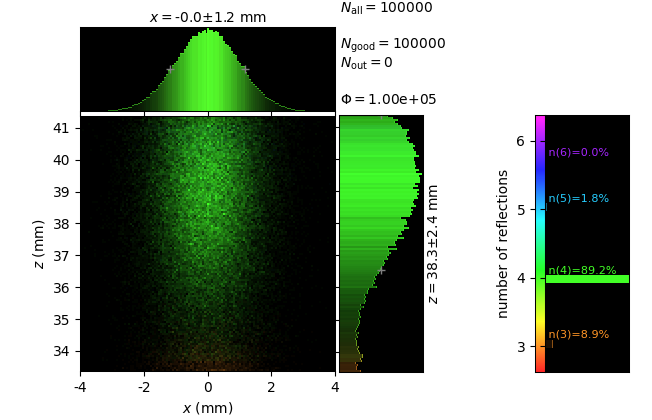 x = -0.0±1.2 mm
N_all = 100000
N_good = 100000
N_out = 0
Φ = 1.00e+05
41
40
39
38
37
36
35
34
z (mm)
-4 -2 0 2 4
x (mm)
z = 38.3±2.4 mm
number of reflections
6
5
4
3
n(6)=0.0%
n(5)=1.8%
n(4)=89.2%
n(3)=8.9%